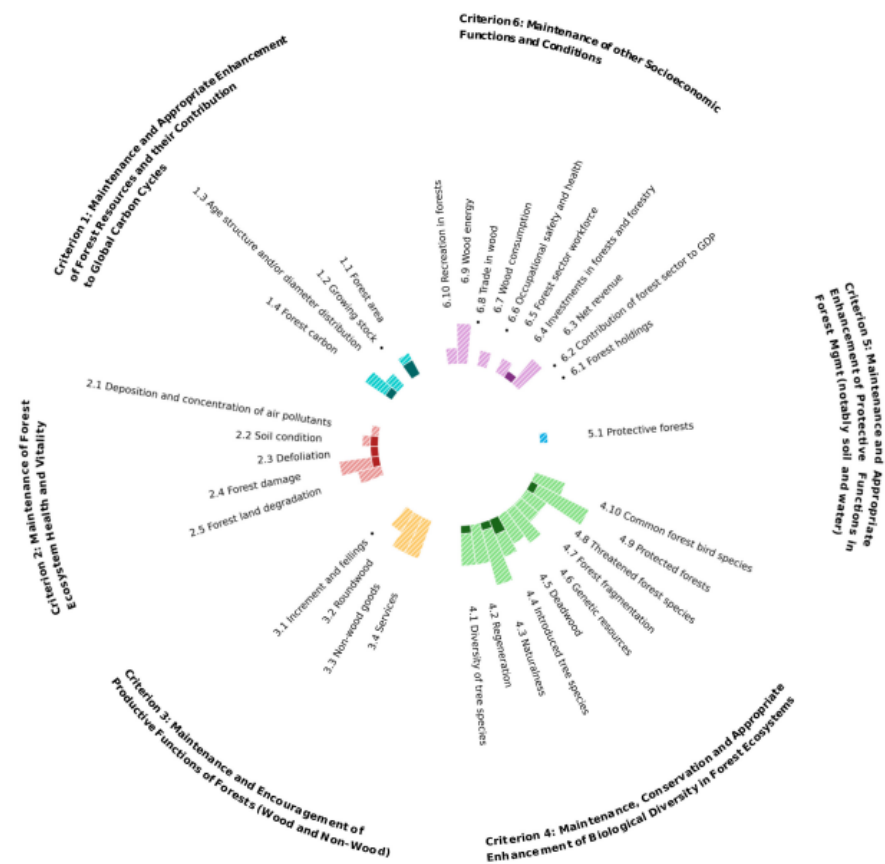 Criterion 6: Maintenance of other Socioeconomic
Functions and Conditions
Criterion 1: Maintenance and Appropriate Enhancement
of Forest Resources and their Contribution
to Global Carbon Cycles
1.1 Forest area
1.2 Growing stock
1.3 Age structure and/or diameter distribution
1.4 Forest carbon
6.10 Recreation in forests
6.9 Wood energy
6.8 Trade in wood
6.7 Wood consumption
6.6 Occupational safety and health
6.5 Forest sector workforce
6.4 Investments in forests and forestry
6.3 Net revenue
6.2 Contribution of forest sector to GDP
6.1 Forest holdings
Criterion 5: Maintenance and Appropriate
Enhancement of Protective Functions in
Forest Mgmt (notably soil and water)
5.1 Protective forests
Criterion 2: Maintenance of Forest
Ecosystem Health and Vitality
2.1 Deposition and concentration of air pollutants
2.2 Soil condition
2.3 Defoliation
2.4 Forest damage
2.5 Forest land degradation
3.1 Increment and fellings
3.2 Roundwood
3.3 Non-wood goods
3.4 Services
4.10 Common forest bird species
4.9 Protected forests
4.8 Threatened forest species
4.7 Forest fragmentation
4.6 Genetic resources
4.5 Deadwood
4.4 Introduced tree species
4.3 Naturalness
4.2 Regeneration
4.1 Diversity of tree species
Criterion 3: Maintenance and Encouragement of
Productive Functions of Forests (Wood and Non-Wood)
Criterion 4: Maintenance, Conservation and Appropriate
Enhancement of Biological Diversity in Forest Ecosystems